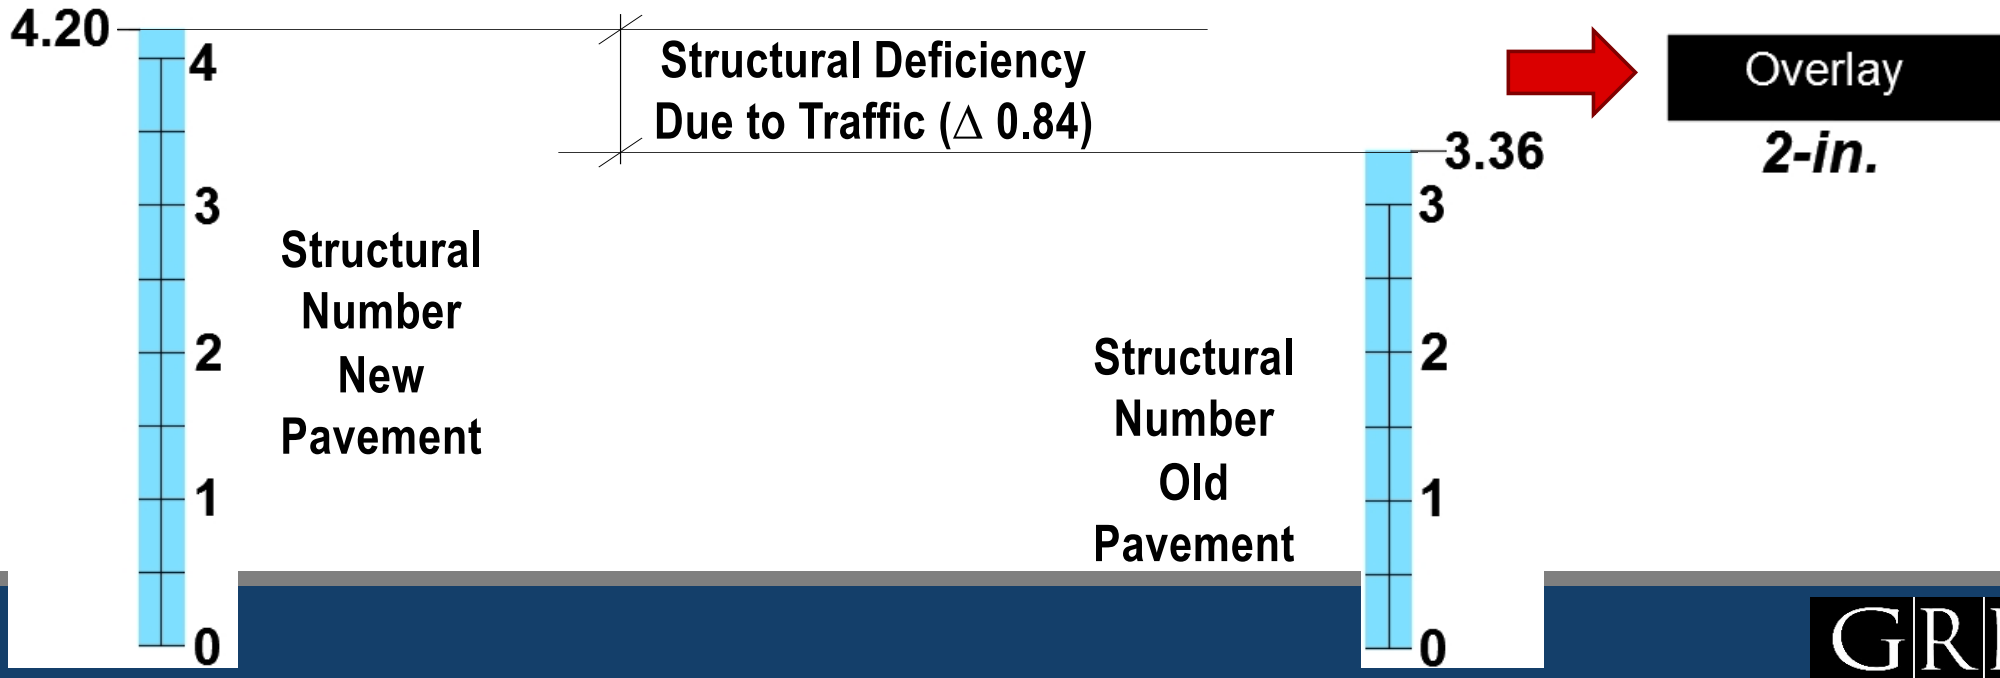 4.20
4
3
2
1
0
Structural
Number
New
Pavement
Structural Deficiency
Due to Traffic (Δ 0.84)
Structural
Number
Old
Pavement
3.36
3
2
1
0
Overlay
2-in.
GR